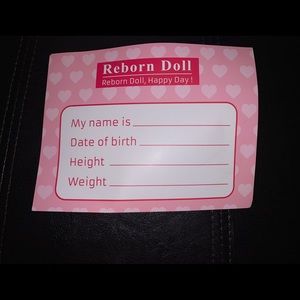 Reborn Doll
Reborn Doll, Happy Day !
My name is
Date of birth
Height
Weight